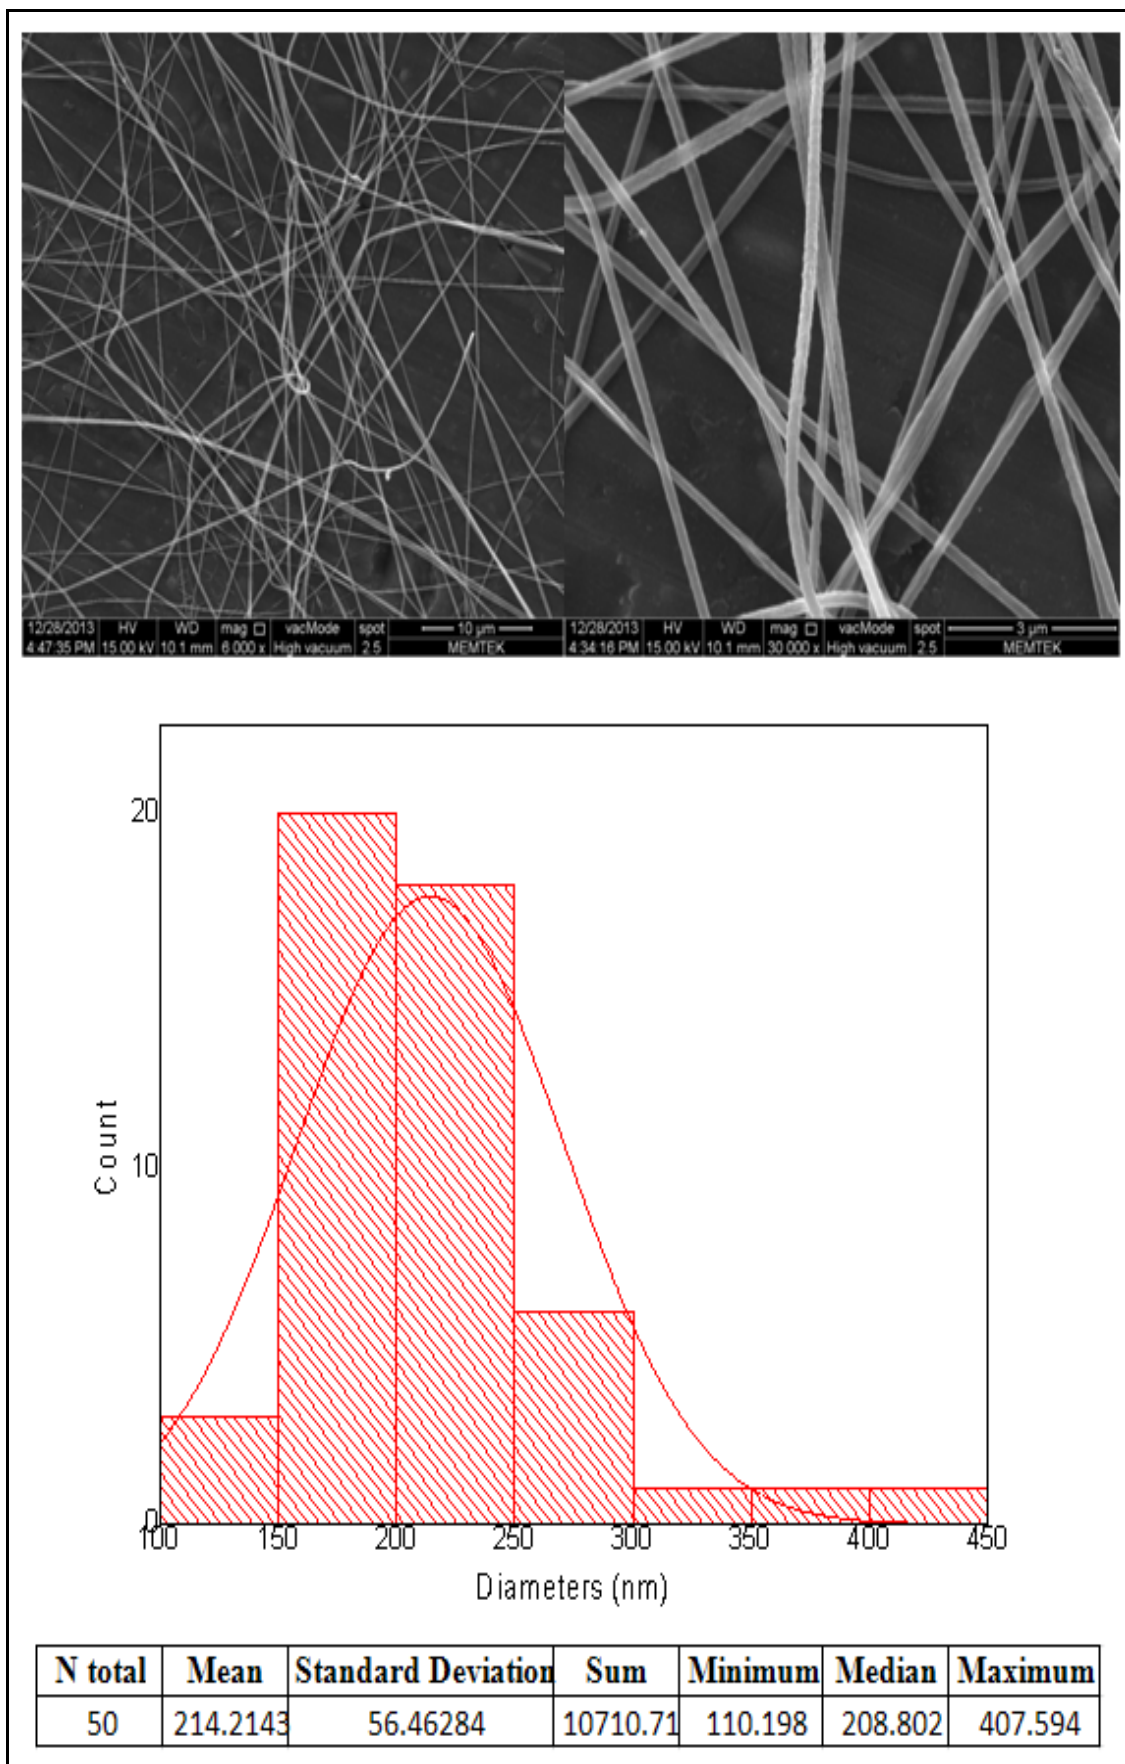 12/28/2013 HV WD mag vacMode spot 10 µm
4:47:35 PM 15.00 kV 10.1 mm 6 000 x High vacuum 2.5 MEMTEK
12/28/2013 HV WD mag vacMode spot 3 µm
4:34:16 PM 15.00 kV 10.1 mm 30 000 x High vacuum 2.5 MEMTEK
20
10
0
Count
100 150 200 250 300 350 400 450
Diameters (nm)
N total Mean Standard Deviation Sum Minimum Median Maximum
50 214.2143 56.46284 10710.71 110.198 208.802 407.594